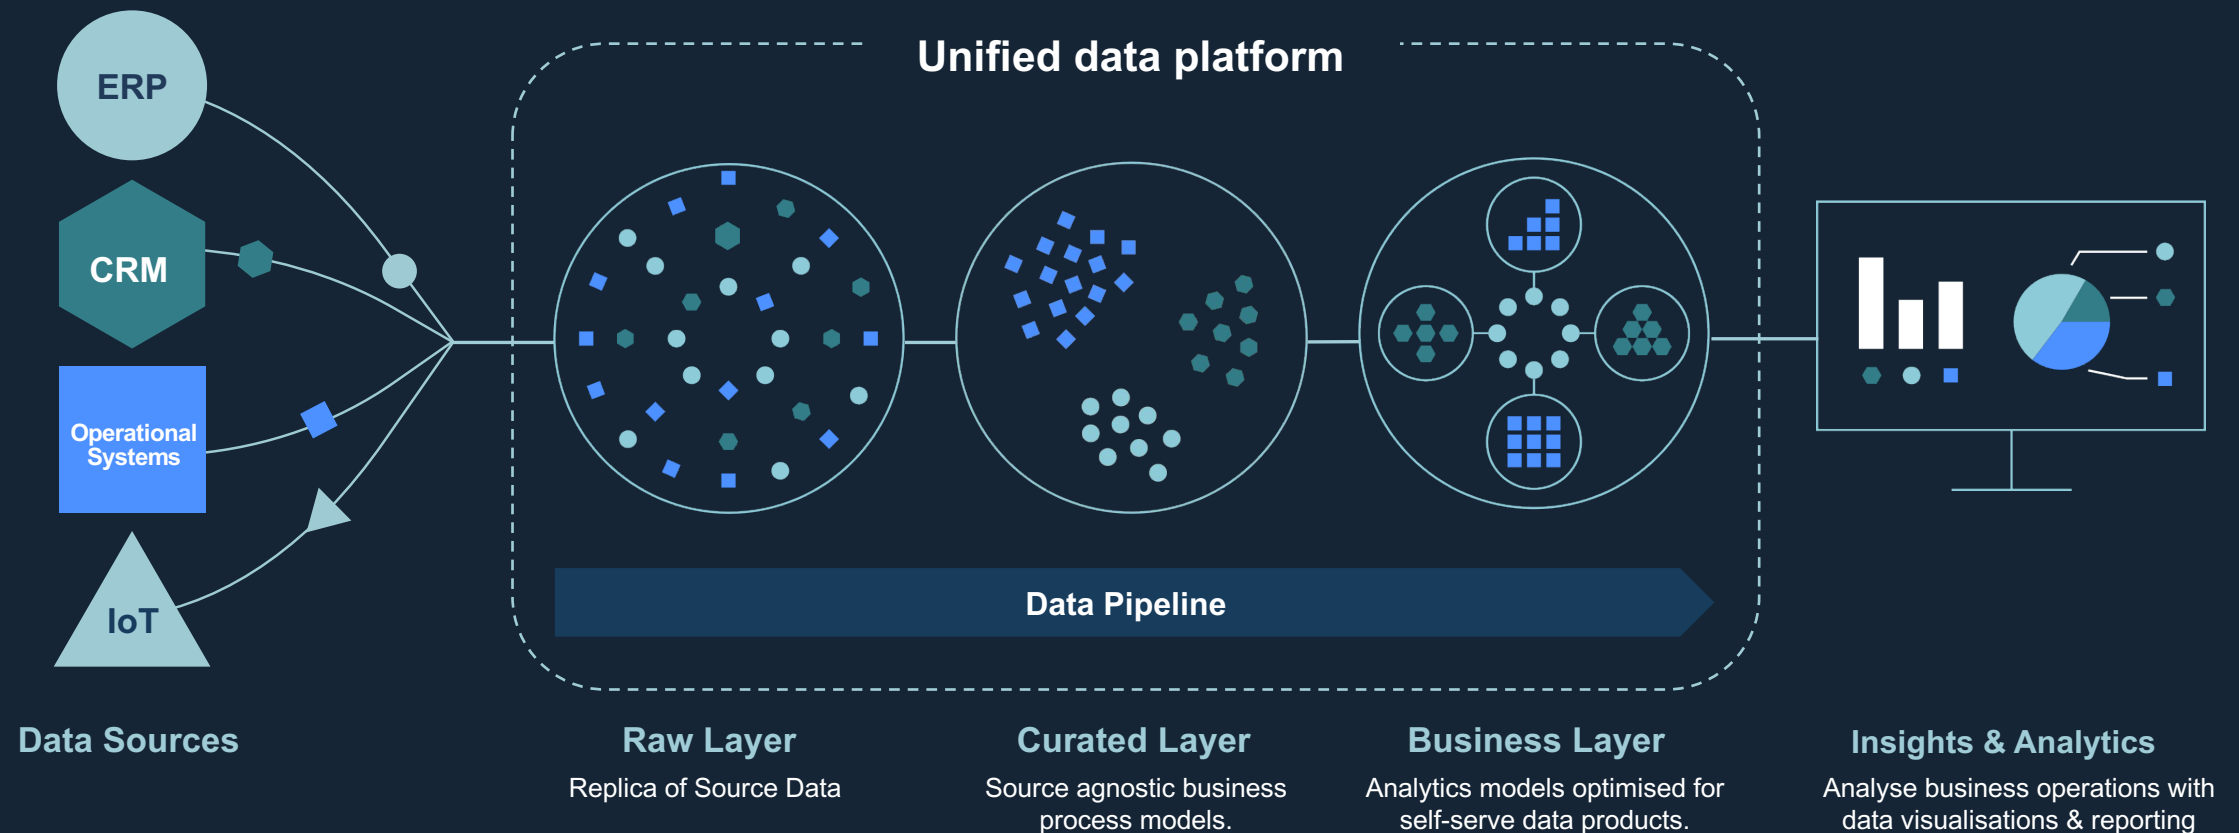 Unified data platform
ERP
CRM
Operational
Systems
IoT
Data Pipeline
Data Sources
Raw Layer
Replica of Source Data
Curated Layer
Source agnostic business
process models.
Business Layer
Analytics models optimised for
self-serve data products.
Insights & Analytics
Analyse business operations with
data visualisations & reporting